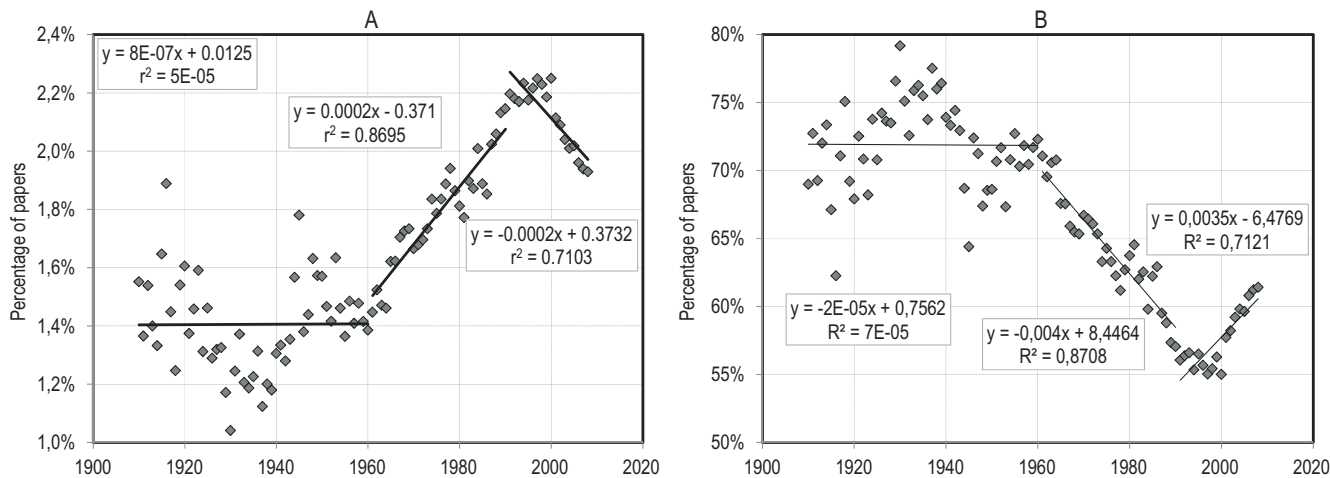 A
2,4%
2,2%
2,0%
1,8%
1,6%
1,4%
1,2%
1,0%
Percentage of papers
y = 8E-07x + 0.0125
r² = 5E-05
y = 0.0002x - 0.371
r² = 0.8695
y = -0.0002x + 0.3732
r² = 0.7103
1900 1920 1940 1960 1980 2000 2020
B
80%
75%
70%
65%
60%
55%
50%
Percentage of papers
y = 0,0035x - 6,4769
R² = 0,7121
y = -2E-05x + 0,7562
R² = 7E-05
y = -0,004x + 8,4464
R² = 0,8708
1900 1920 1940 1960 1980 2000 2020